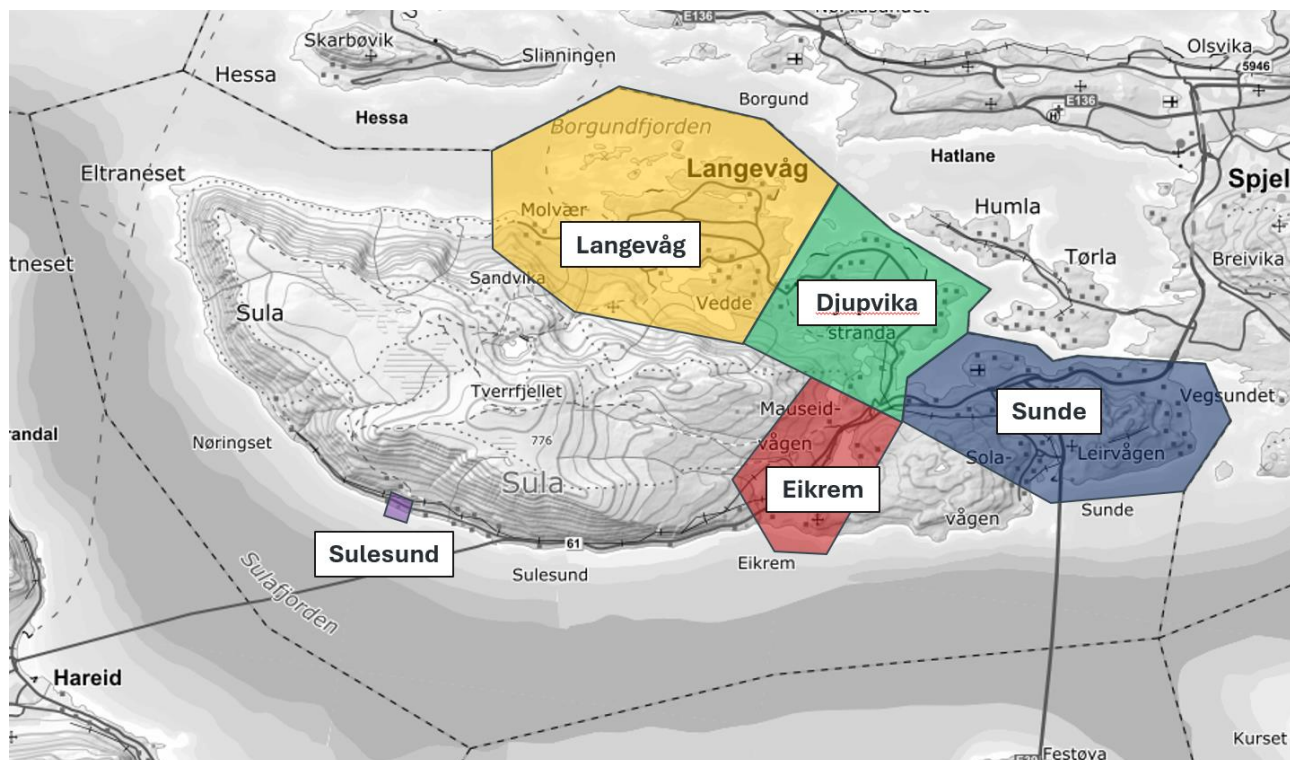 E136
Skarbøvik
Slinningen
Olsvika
Hessa
5946
Borgund
E136
Hessa
H
Borgundfjorden
Hatlane
Eltraneset
Langevåg
Spjel
Humla
Molvær
Langevåg
tneset
Tørla
Breivika
Sandvika
Sula
Vedde
Djupvika
stranda
Tverrfjellet
Mauseid-
vågen
Sunde
Vegsundet
randal
Nøringset
776
Sola-
Leirvågen
Sula
Eikrem
vågen
Sunde
Sulesund
61
Eikrem
Sulesund
Sulafjorden
Hareid
Kurset
Festøya